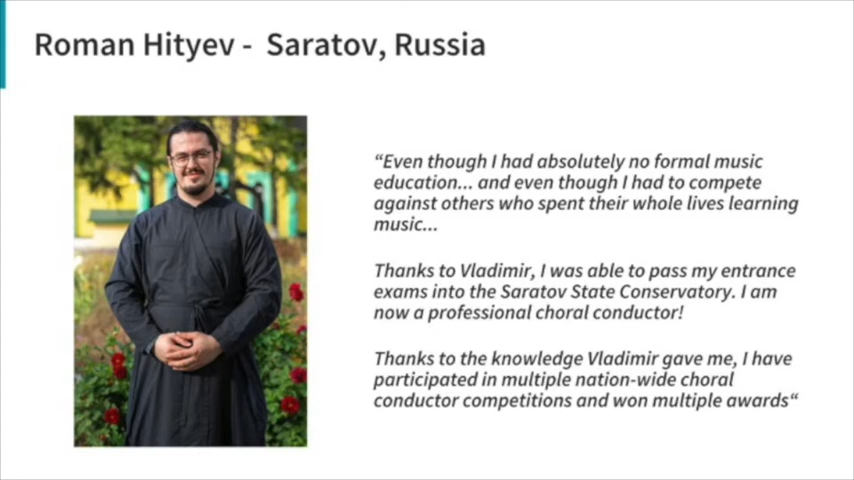 Roman Hityev - Saratov, Russia
“Even though I had absolutely no formal music
education... and even though I had to compete
against others who spent their whole lives learning
music...
Thanks to Vladimir, I was able to pass my entrance
exams into the Saratov State Conservatory. I am
now a professional choral conductor!
Thanks to the knowledge Vladimir gave me, I have
participated in multiple nation-wide choral
conductor competitions and won multiple awards“